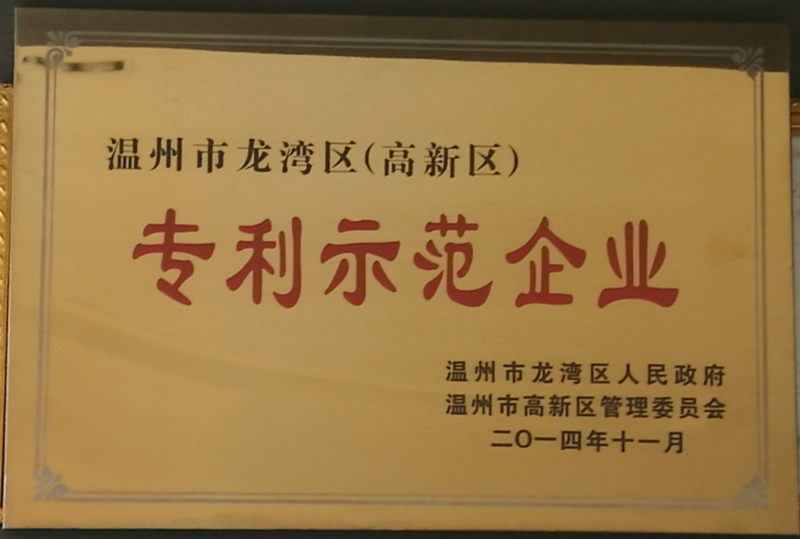 温州市龙湾区(高新区)
专利示范企业
温州市龙湾区人民政府
温州市高新区管理委员会
二〇一四年十一月